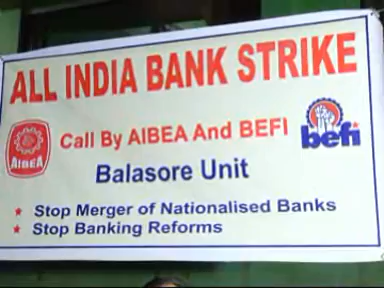 ALL INDIA BANK STRIKE
AIBEA
Call By AIBEA And BEFI
befi
Balasore Unit
★ Stop Merger of Nationalised Banks
★ Stop Banking Reforms